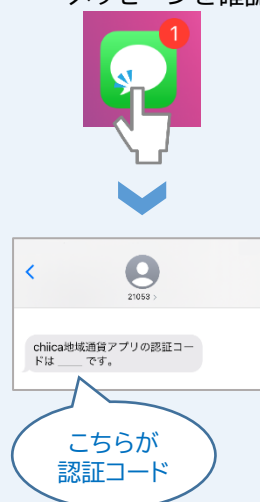 メッセージを確認
1
21053 >
chiica地域通貨アプリの認証コー
ドは ____ です。
こちらが
認証コード